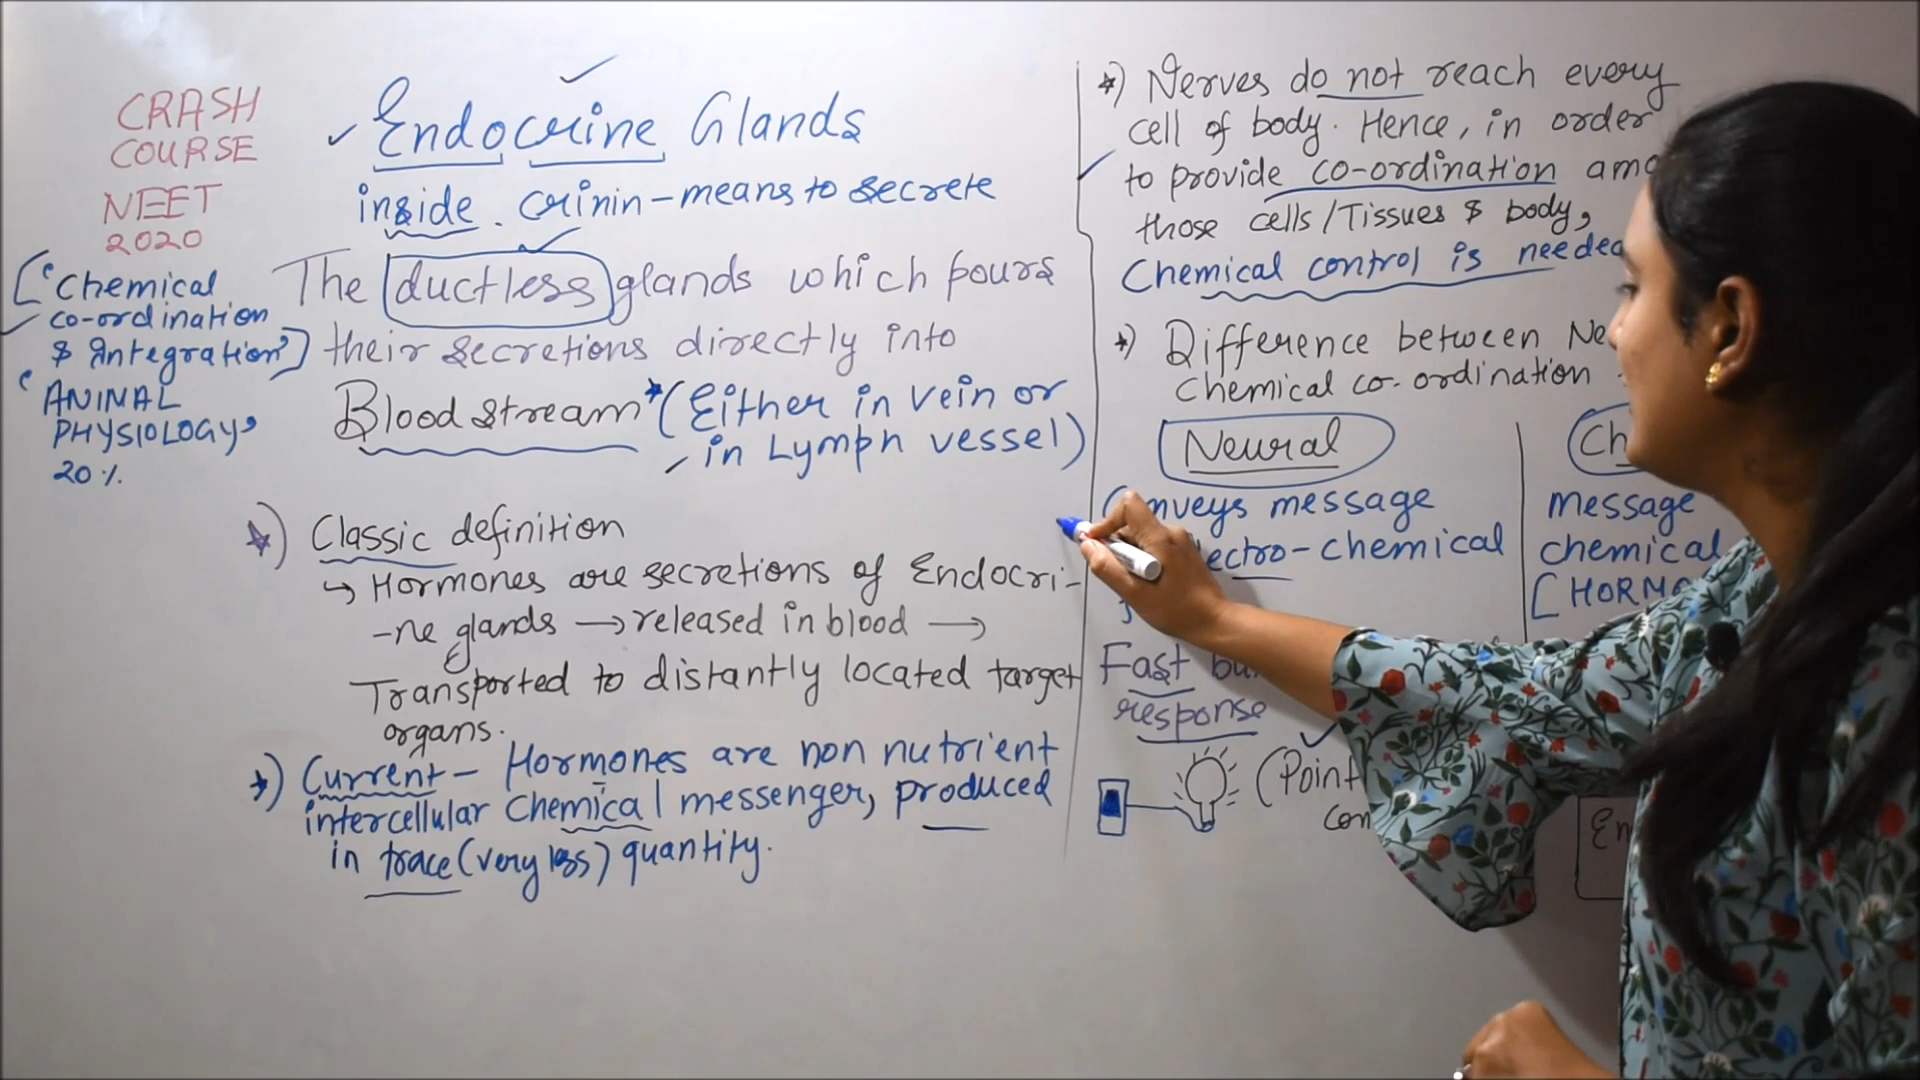 CRASH
COURSE
NEET
2020
["Chemical
co-ordination
& Integration"]
"ANIMAL
PHYSIOLOGY"
20%
Endocrine Glands
inside. crinin - means to secrete
The ductless glands which pours
their secretions directly into
Blood stream * (Either in vein or
in Lymph vessel)
*) Classic definition
↳ Hormones are secretions of Endocri-
-ne glands → released in blood →
Transported to distantly located target
organs.
*) Current - Hormones are non nutrient
intercellular chemical messenger, produced
in trace (very less) quantity.
*) Nerves do not reach every
cell of body. Hence, in order
to provide co-ordination
those cells/Tissues & body,
Chemical control is needed
*) Difference between
chemical co-ordination
Neural
message
chemical
Fast
response
(Point
message
chemical